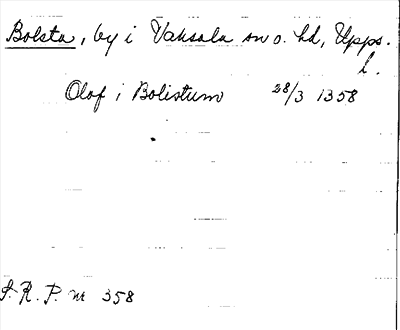 Bolsta, by i Vaksala sn o. hd, Upps.
l.
Olof i Bolistum 28/3 1358
S. R. P. nr 358